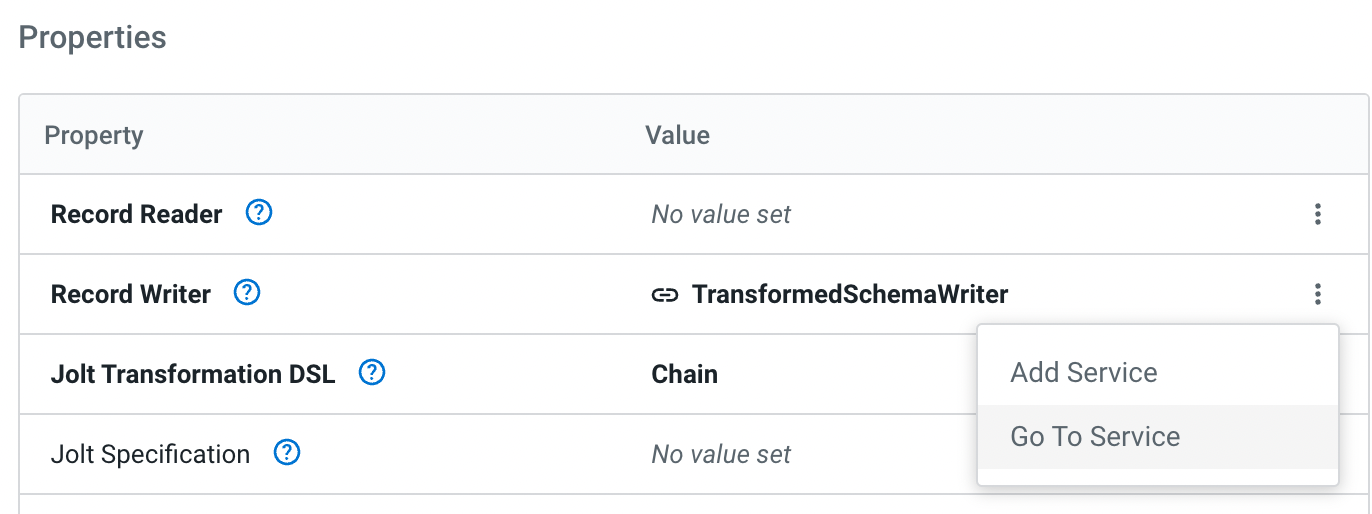 Properties
Property Value
Record Reader ? No value set
Record Writer ? TransformedSchemaWriter
Jolt Transformation DSL ? Chain
Add Service
Jolt Specification ? No value set
Go To Service